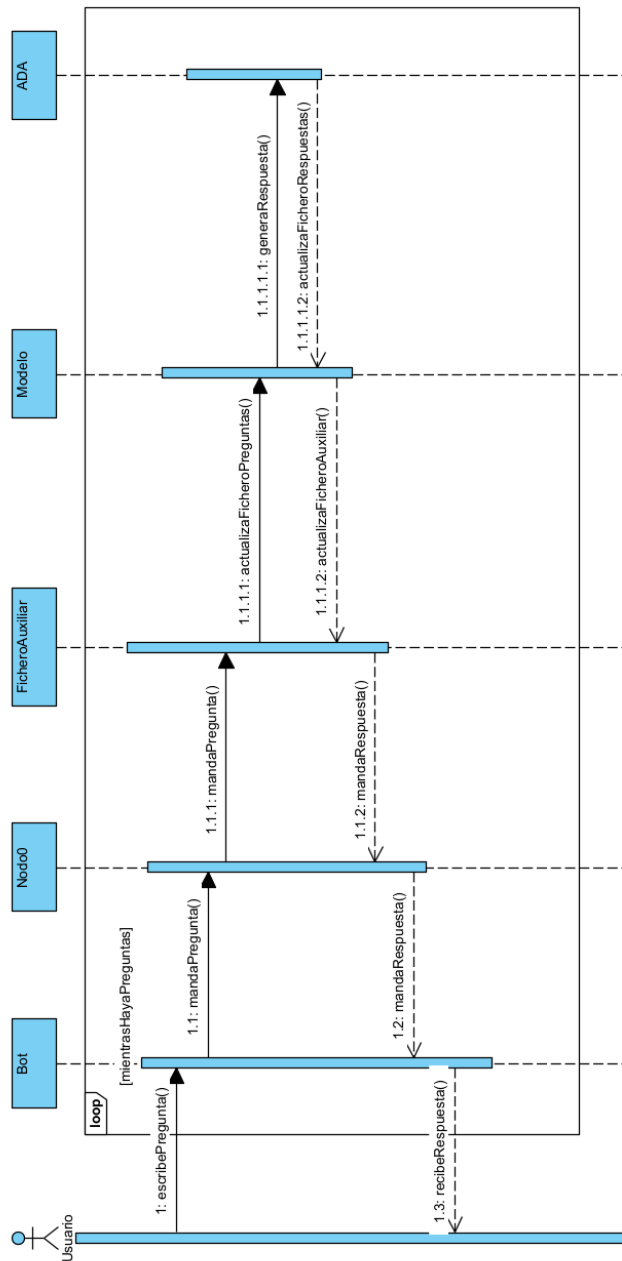 Usuario
Bot
Nodo0
FicheroAuxiliar
Modelo
ADA
loop
[mientrasHayaPreguntas]
1: escribePregunta()
1.1: mandaPregunta()
1.1.1: mandaPregunta()
1.1.1.1: actualizaFicheroPreguntas()
1.1.1.1.1: generaRespuesta()
1.1.1.1.2: actualizaFicheroRespuestas()
1.1.1.2: actualizaFicheroAuxiliar()
1.1.2: mandaRespuesta()
1.2: mandaRespuesta()
1.3: recibeRespuesta()